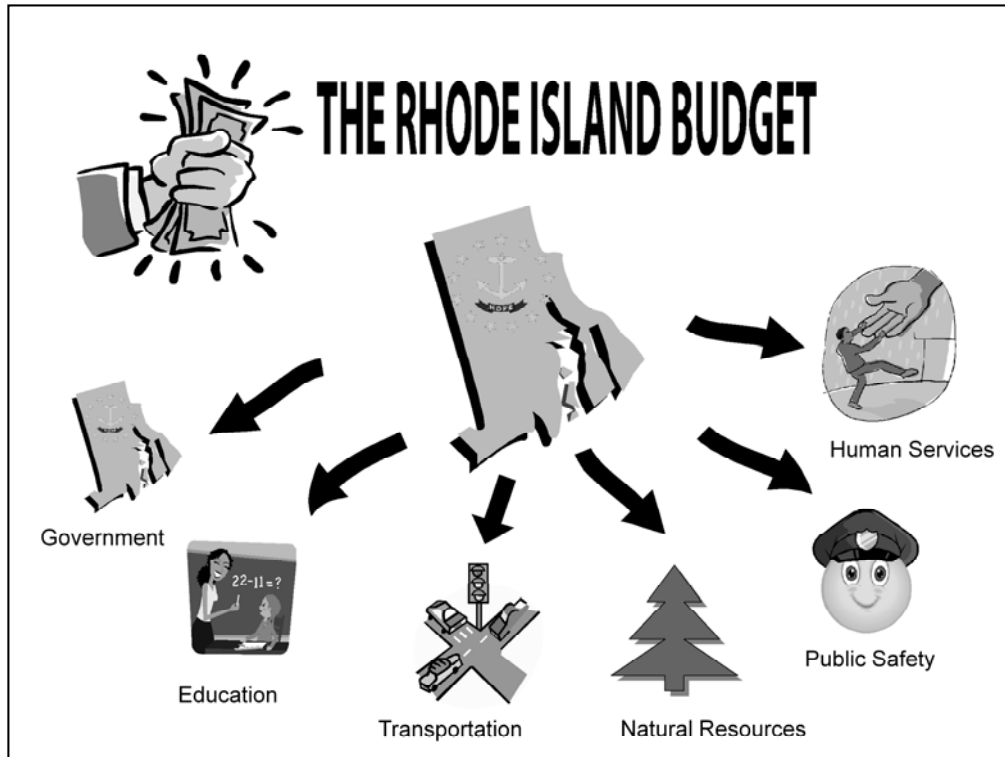 THE RHODE ISLAND BUDGET
HOPE
Human Services
Government
22-11=?
Public Safety
Education
Transportation
Natural Resources